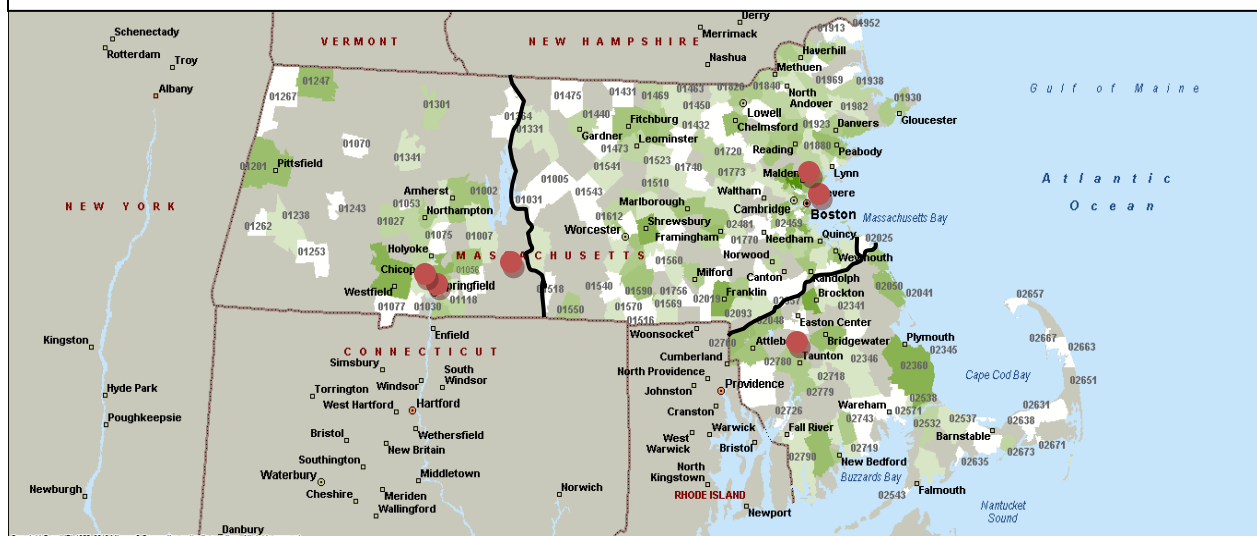 Schenectady
Rotterdam
Troy
Albany
VERMONT
NEW HAMPSHIRE
Derry
Merrimack
Nashua
01913
01952
Haverhill
Methuen
01267
01247
01301
01475
01431
01469
01463
01450
01840
North
Andover
01969
01938
01982
01930
Gloucester
Gulf of Maine
01440
Gardner
Fitchburg
Leominster
01473
01432
Lowell
Chelmsford
01923
Danvers
Reading
01880
Peabody
01331
01070
01341
01201
Pittsfield
01541
01523
01720
01740
01773
01510
Malden
Lynn
Waltham
Cambridge
Boston
Massachusetts Bay
Atlantic
Ocean
NEW YORK
Amherst
01002
01053
01027
Northampton
01005
01031
01543
01612
Marlborough
Shrewsbury
Worcester
Framingham
02481
02459
01770
Needham
Quincy
02025
01262
01238
01243
01253
01075
01007
Holyoke
MASSACHUSETTS
01568
Norwood
Canton
Weymouth
Randolph
Westfield
01077
01030
01118
01540
01590
01756
Milford
01550
01570
01569
01516
02019
Franklin
02093
Brockton
02341
02050
02041
Easton Center
02048
02760
Bridgewater
Plymouth
02345
02360
02657
02667
02663
02651
Cape Cod Bay
Kingston
Enfield
CONNECTICUT
Simsbury
Windsor
South
Windsor
Woonsocket
Cumberland
North Providence
Johnston
Providence
Cranston
02780
Taunton
02346
02718
02779
02538
Hyde Park
Poughkeepsie
Torrington
West Hartford
Hartford
Wethersfield
Bristol
New Britain
West
Warwick
Warwick
Bristol
02726
Fall River
Wareham
02571
02743
02532
02537
02631
02638
Barnstable
02671
02673
02635
02719
02790
New Bedford
Buzzards Bay
02543
Falmouth
Nantucket
Sound
Southington
Waterbury
Cheshire
Middletown
Meriden
Wallingford
Norwich
North
Kingstown
RHODE ISLAND
Newport
Newburgh
Danbury